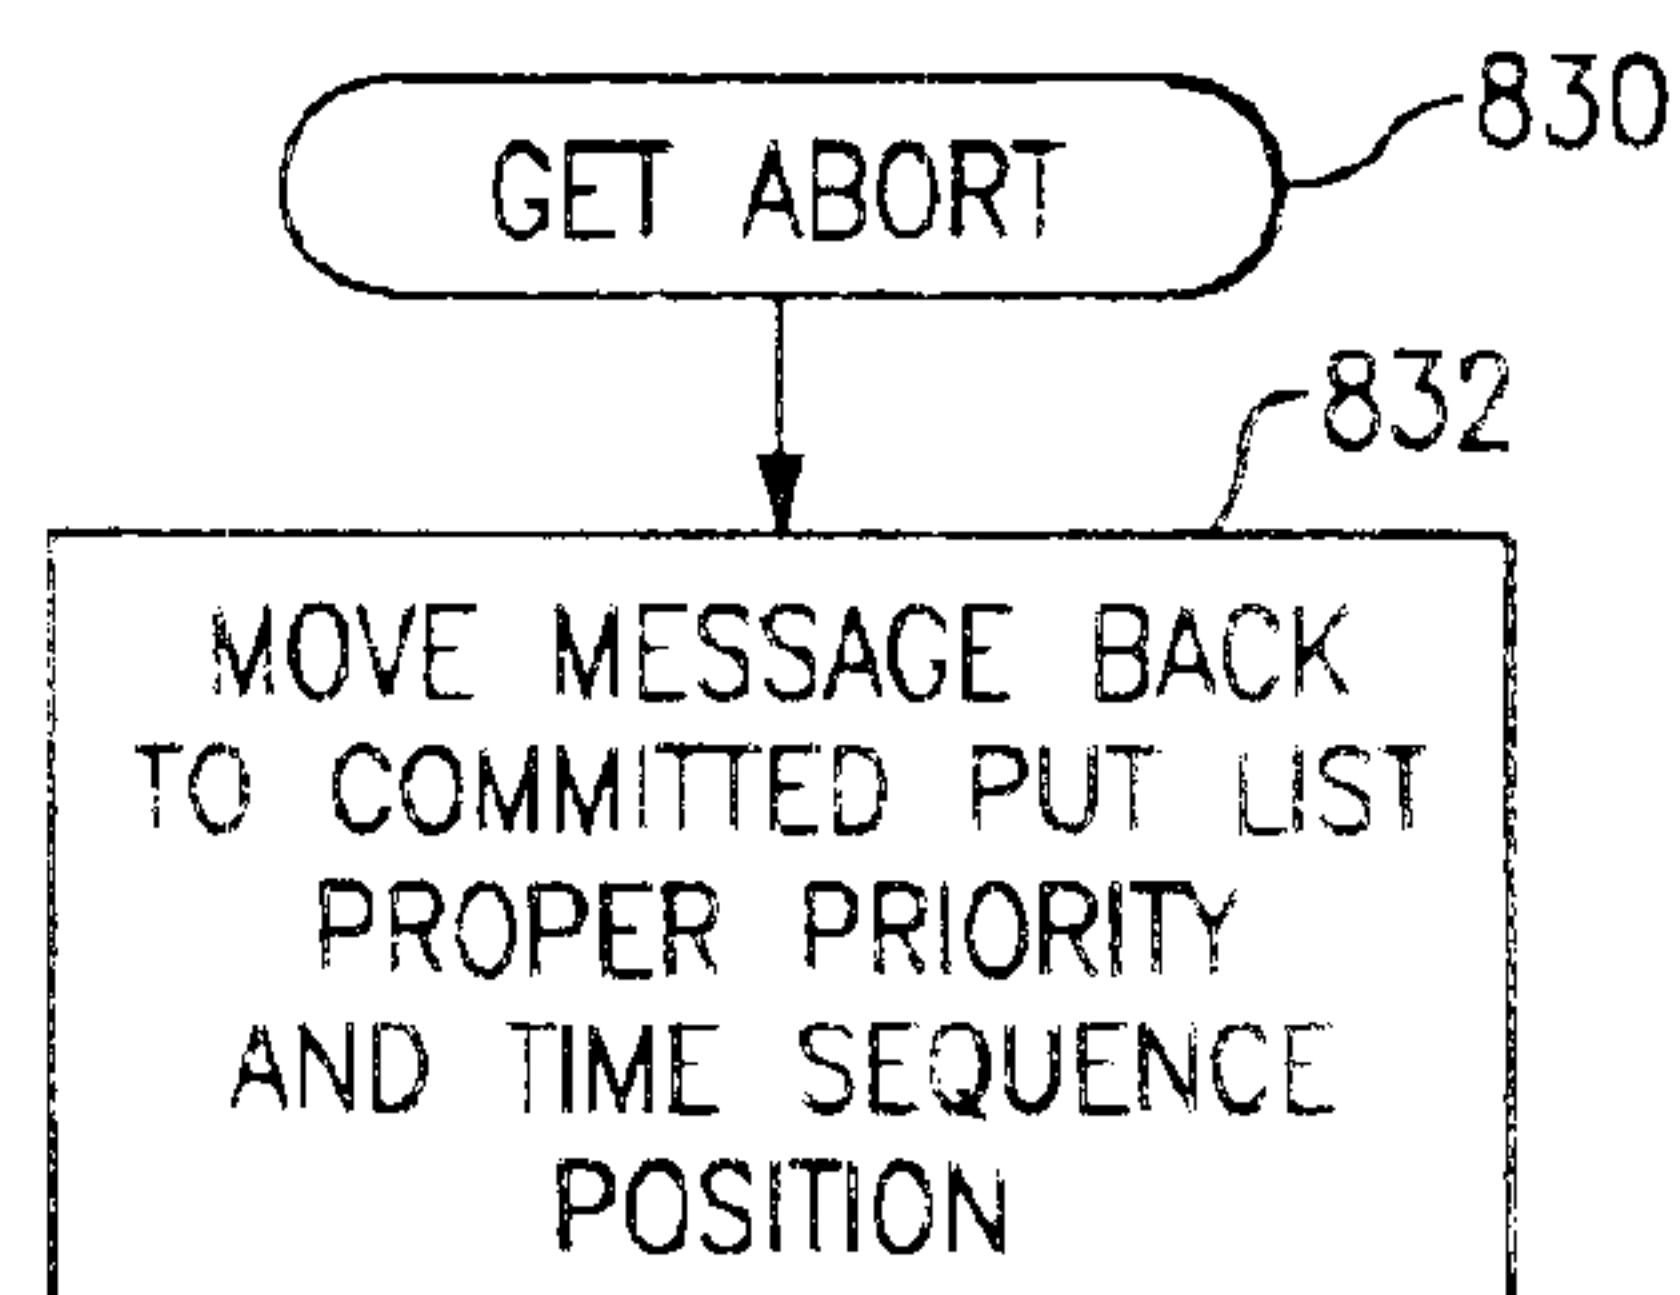 GET ABORT
830
832
MOVE MESSAGE BACK
TO COMMITTED PUT LIST
PROPER PRIORITY
AND TIME SEQUENCE
POSITION